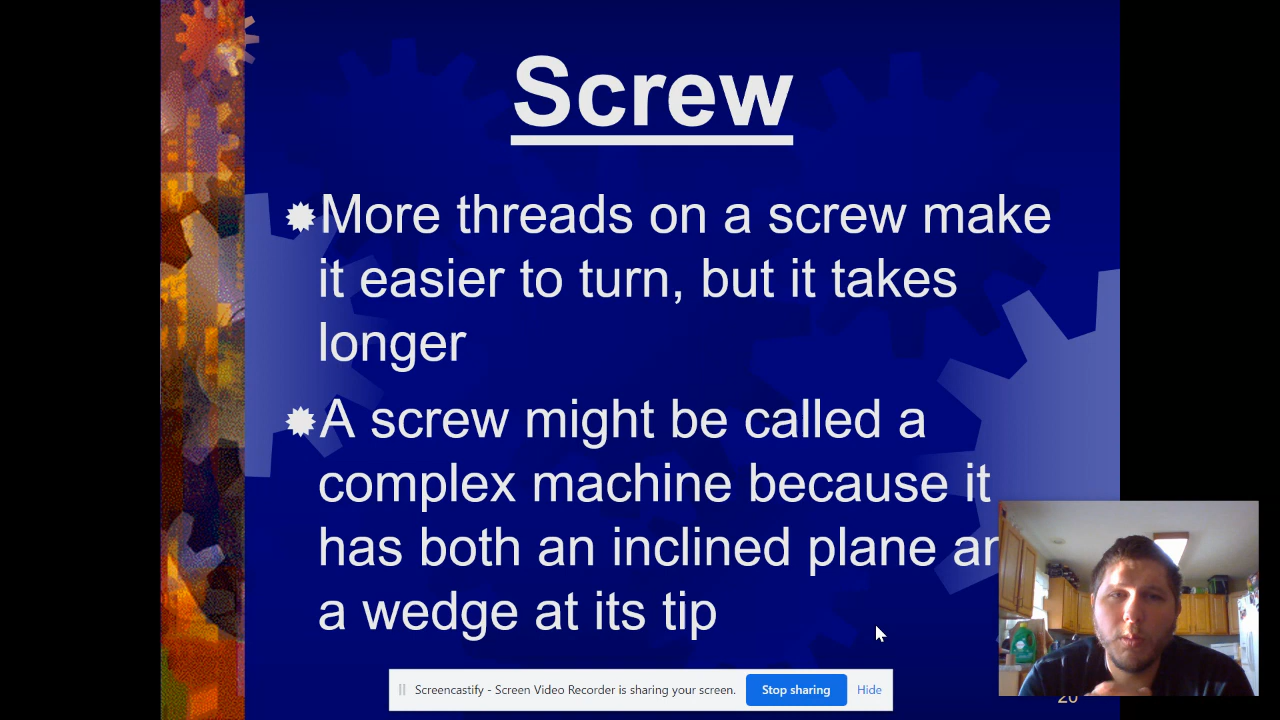 Screw
More threads on a screw make
it easier to turn, but it takes
longer
A screw might be called a
complex machine because it
has both an inclined plane
a wedge at its tip
Screencastify - Screen Video Recorder is sharing your screen. Stop sharing Hide